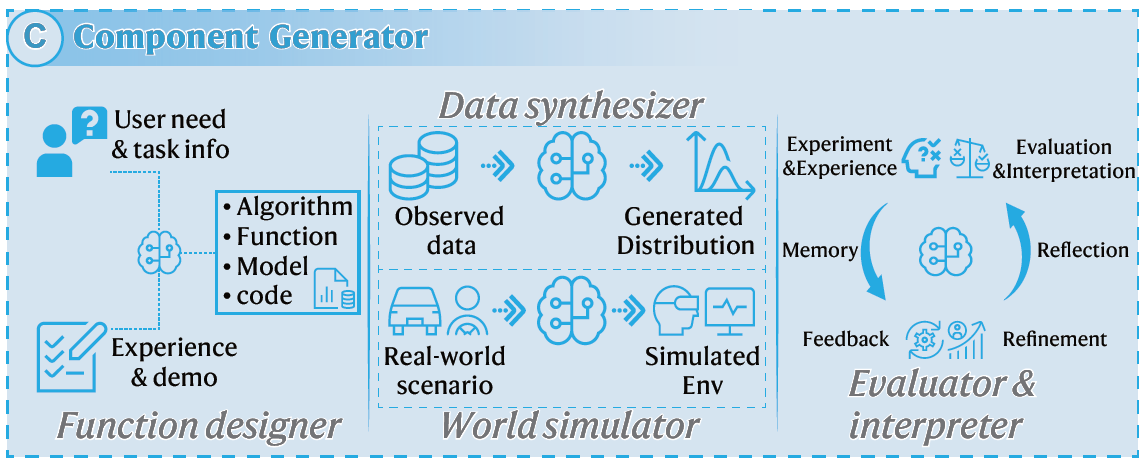 C Component Generator
User need
& task info
• Algorithm
• Function
• Model
• code
Experience
& demo
Function designer
Data synthesizer
Observed
data
Generated
Distribution
Real-world
scenario
Simulated
Env
World simulator
Experiment
&Experience
Evaluation
&Interpretation
Memory
Reflection
Feedback
Refinement
Evaluator &
interpreter